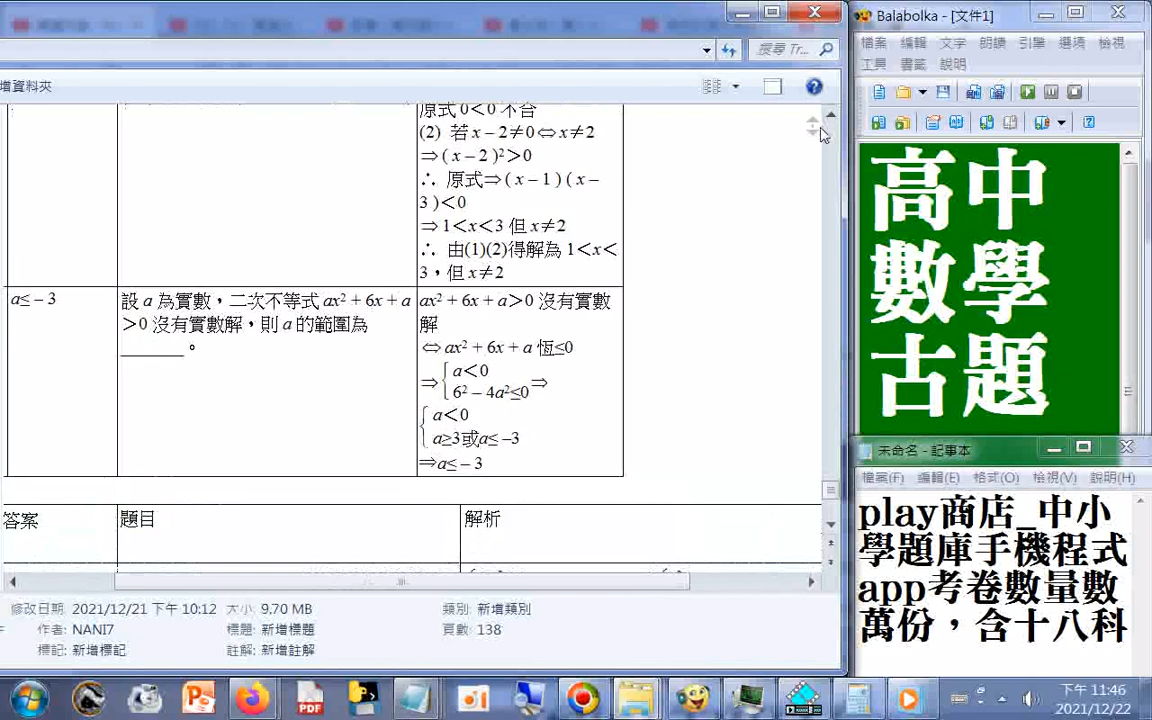 Balabolka - [文件1]
搜尋 Tr...
檔案 編輯 文字 朗讀 引擎 選項 檢視
工具 書籤 說明
增資料夾
原式 0＜0 不合
(2) 若 x – 2≠0⇔x≠2
⇒( x – 2 )²＞0
∴ 原式⇒( x – 1 ) ( x –
3 )＜0
⇒1＜x＜3 但 x≠2
∴ 由(1)(2)得解為 1＜x＜
3，但 x≠2
a≤ – 3
設 a 為實數，二次不等式 ax² + 6x + a
＞0 沒有實數解，則 a 的範圍為
_______。
ax² + 6x + a＞0 沒有實數
解
⇔ ax² + 6x + a 恆≤0
⇒{ a＜0
6² – 4a²≤0 ⇒
{ a＜0
a≥3或a≤ –3
⇒a≤ – 3
答案 題目 解析
高中
數學
古題
未命名 - 記事本
檔案(F) 編輯(E) 格式(O) 檢視(V) 說明(H)
play商店_中小
學題庫手機程式
app考卷數量數
萬份，含十八科
修改日期: 2021/12/21 下午 10:12 大小: 9.70 MB 類別: 新增類別
作者: NANI7 標題: 新增標題 頁數: 138
標記: 新增標記 註解: 新增註解
PDF
下午 11:46
2021/12/22